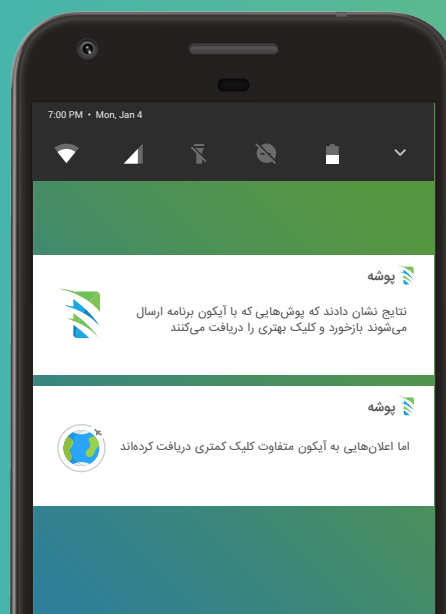 7:00 PM • Mon, Jan 4
پوشه
نتایج نشان دادند که پوش‌هایی که با آیکون برنامه ارسال
می‌شوند بازخورد و کلیک بهتری را دریافت می‌کنند
پوشه
اما اعلان‌هایی به آیکون متفاوت کلیک کمتری دریافت کرده‌اند